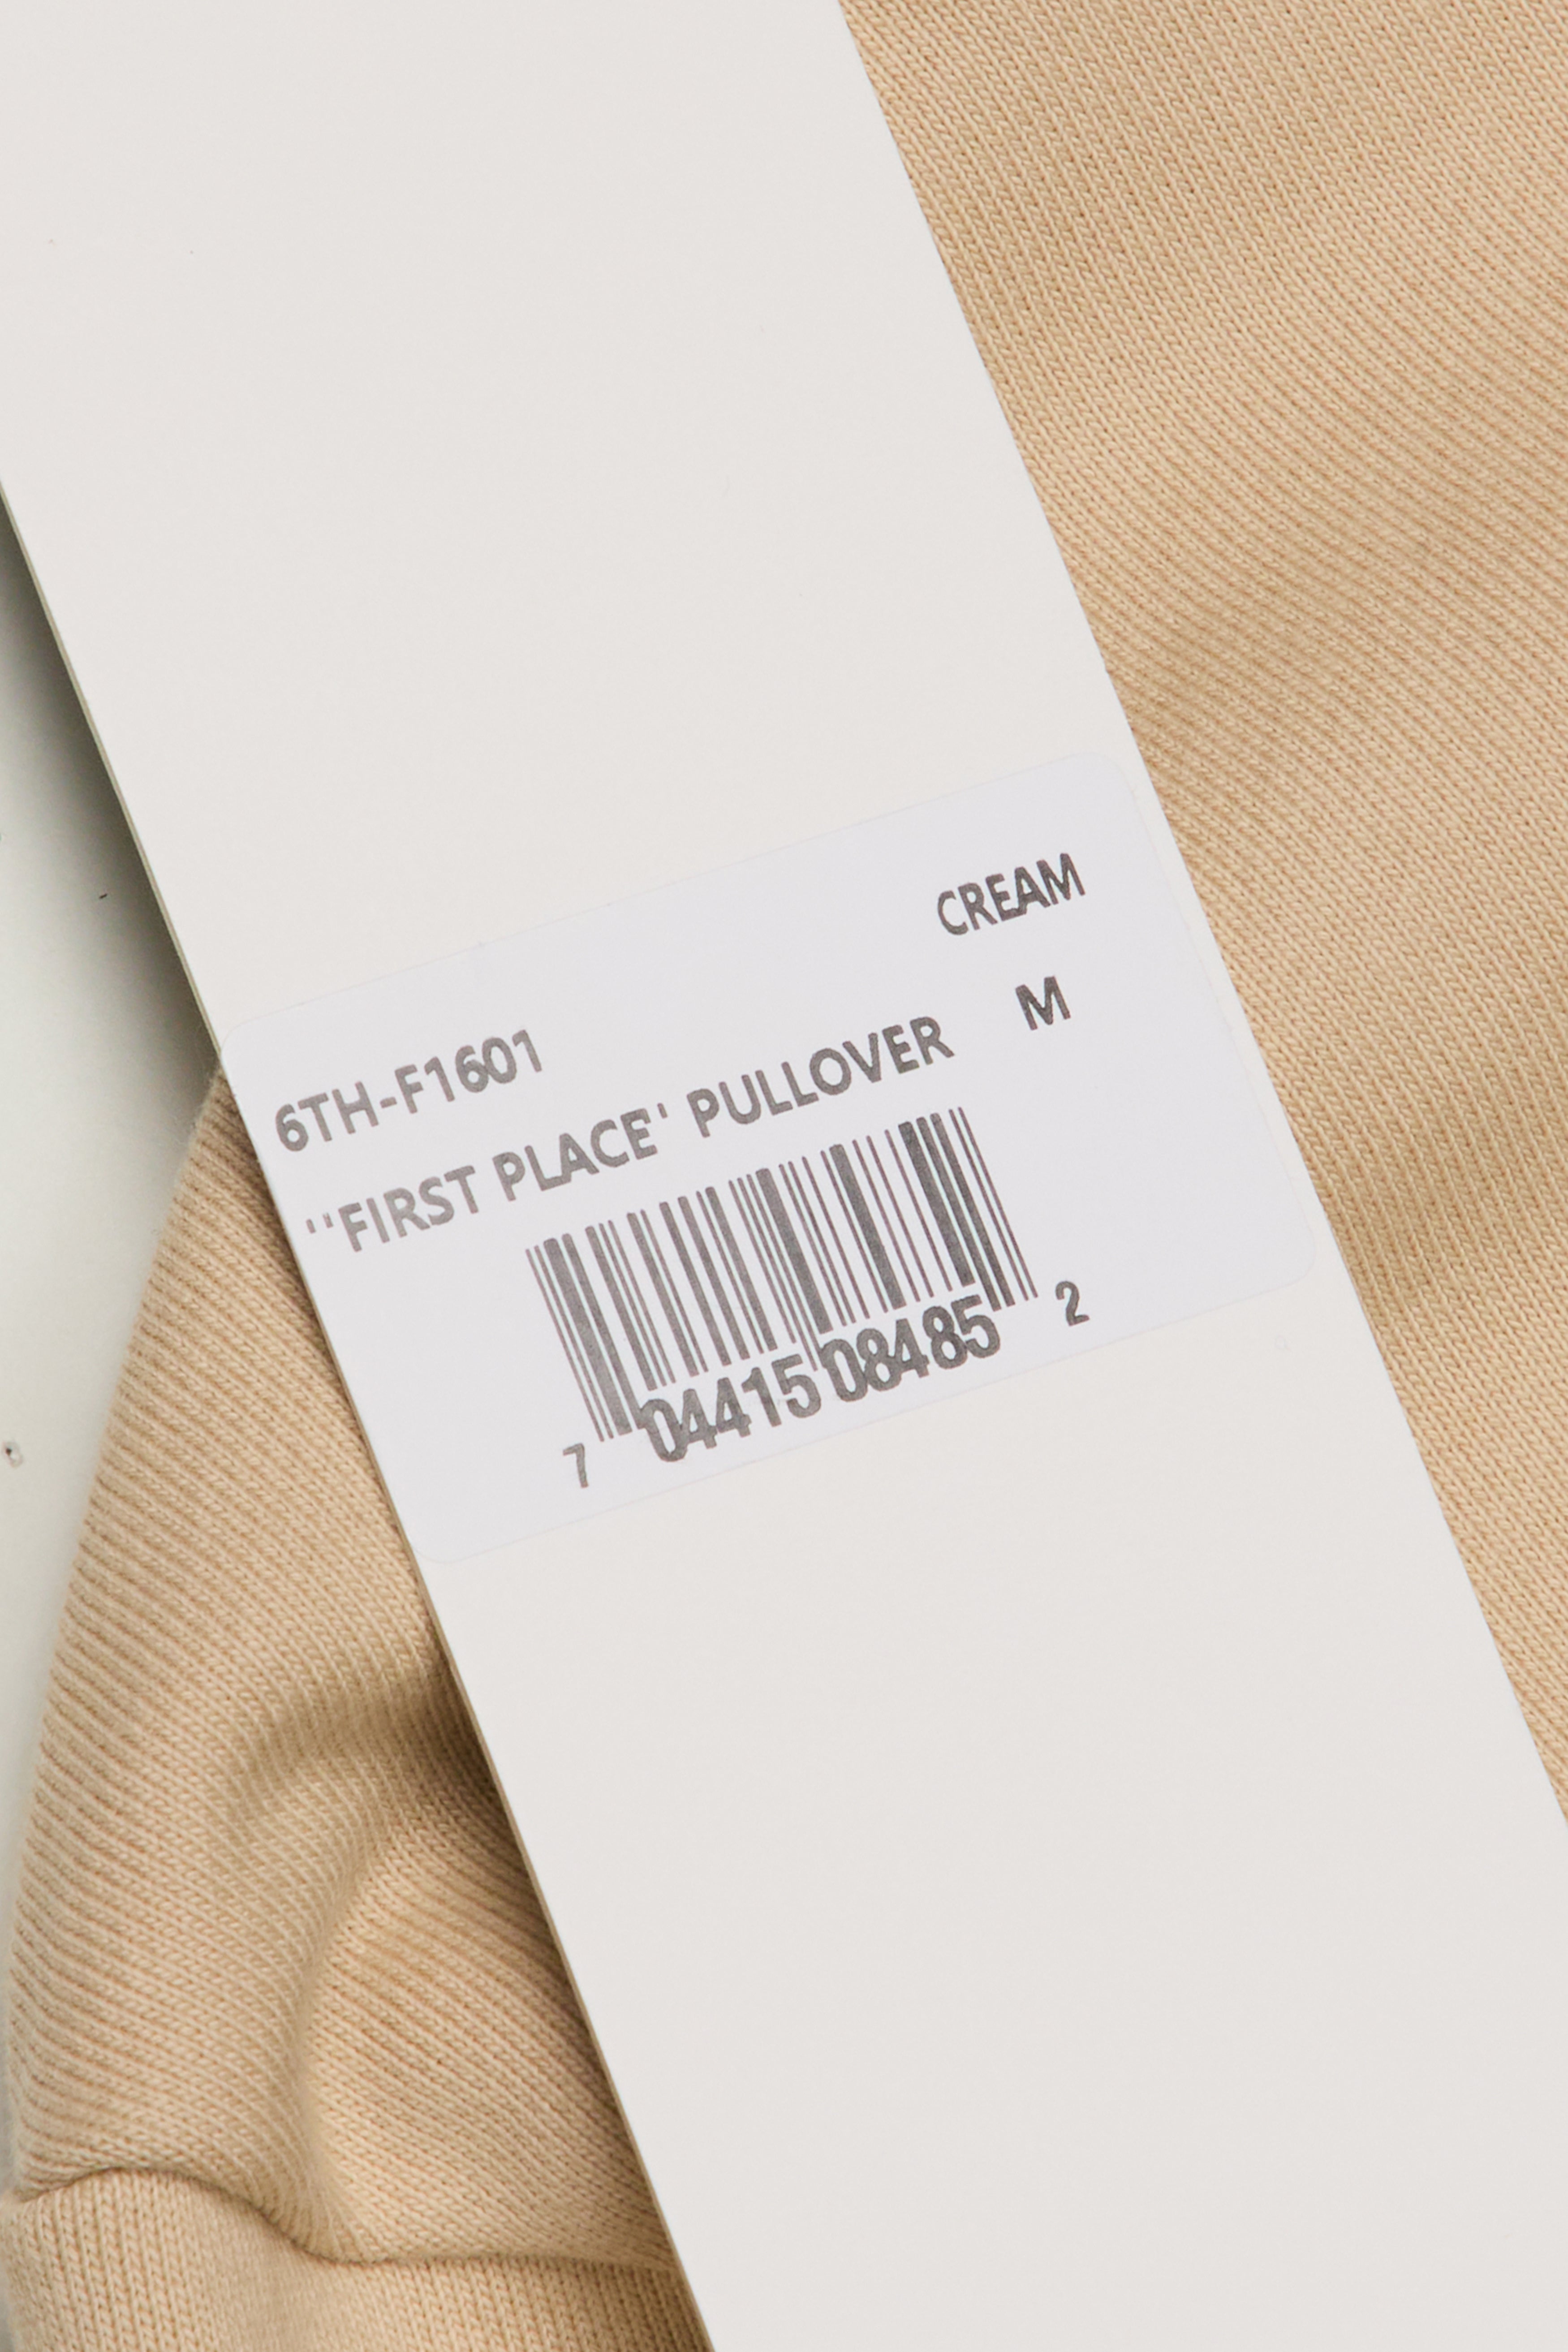 CREAM
6TH-F1601
''FIRST PLACE' PULLOVER M
7 04415 08485 2